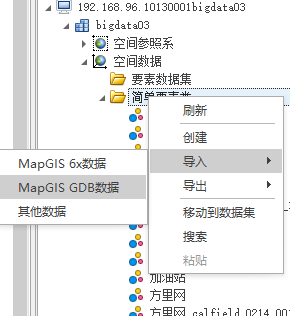 192.168.96.10130001bigdata03
bigdata03
空间参照系
空间数据
要素数据集
简单要素类
刷新
创建
导入
导出
移动到数据集
搜索
粘贴
MapGIS 6x数据
MapGIS GDB数据
其他数据
加油站
方里网
方里网_calfield_0214_001